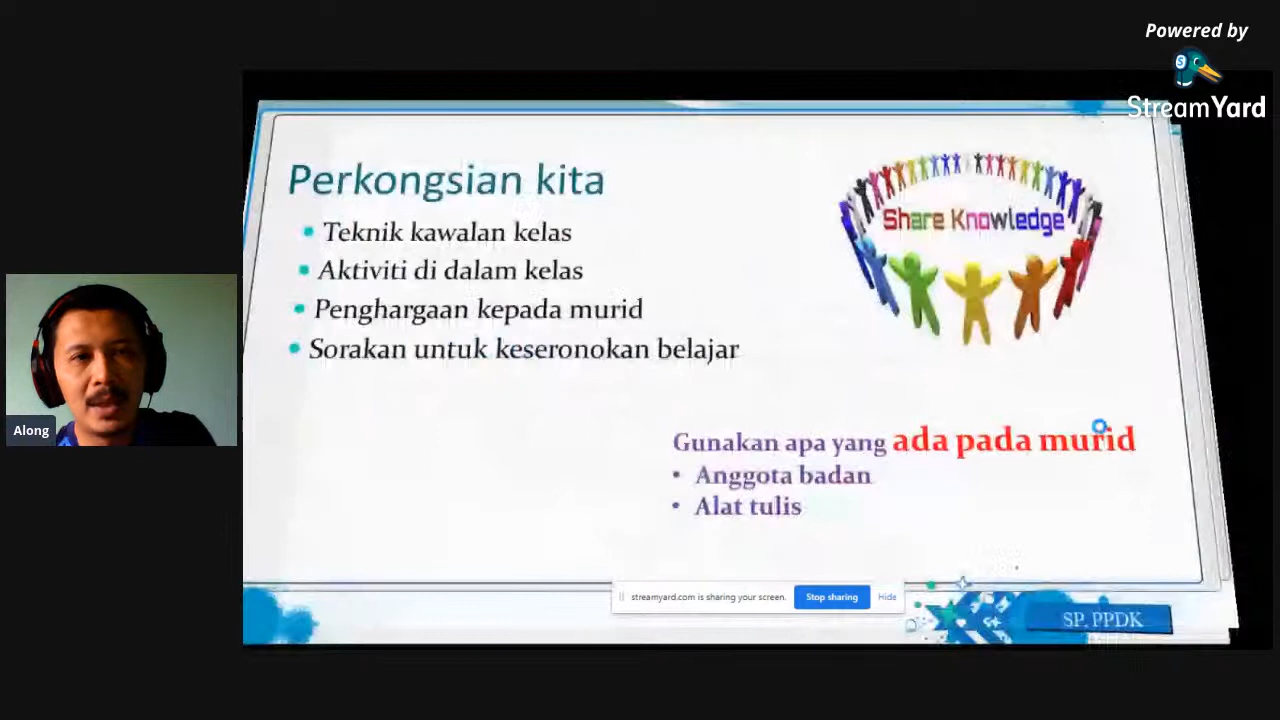 Powered by
StreamYard
Perkongsian kita
• Teknik kawalan kelas
• Aktiviti di dalam kelas
• Penghargaan kepada murid
• Sorakan untuk keseronokan belajar
Share Knowledge
Along
Gunakan apa yang ada pada murid
• Anggota badan
• Alat tulis
streamyard.com is sharing your screen.
Stop sharing
Hide
SP, PPDK